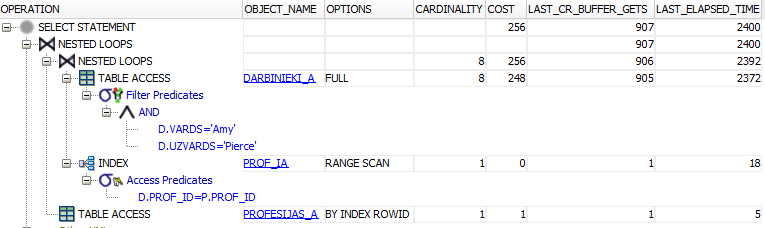 OPERATION OBJECT_NAME OPTIONS CARDINALITY COST LAST_CR_BUFFER_GETS LAST_ELAPSED_TIME
SELECT STATEMENT 256 907 2400
NESTED LOOPS 907 2400
NESTED LOOPS 8 256 906 2392
TABLE ACCESS DARBINIEKI_A FULL 8 248 905 2372
Filter Predicates
AND
D.VARDS='Amy'
D.UZVARDS='Pierce'
INDEX PROF_IA RANGE SCAN 1 0 1 18
Access Predicates
D.PROF_ID=P.PROF_ID
TABLE ACCESS PROFESIJAS_A BY INDEX ROWID 1 1 1 5